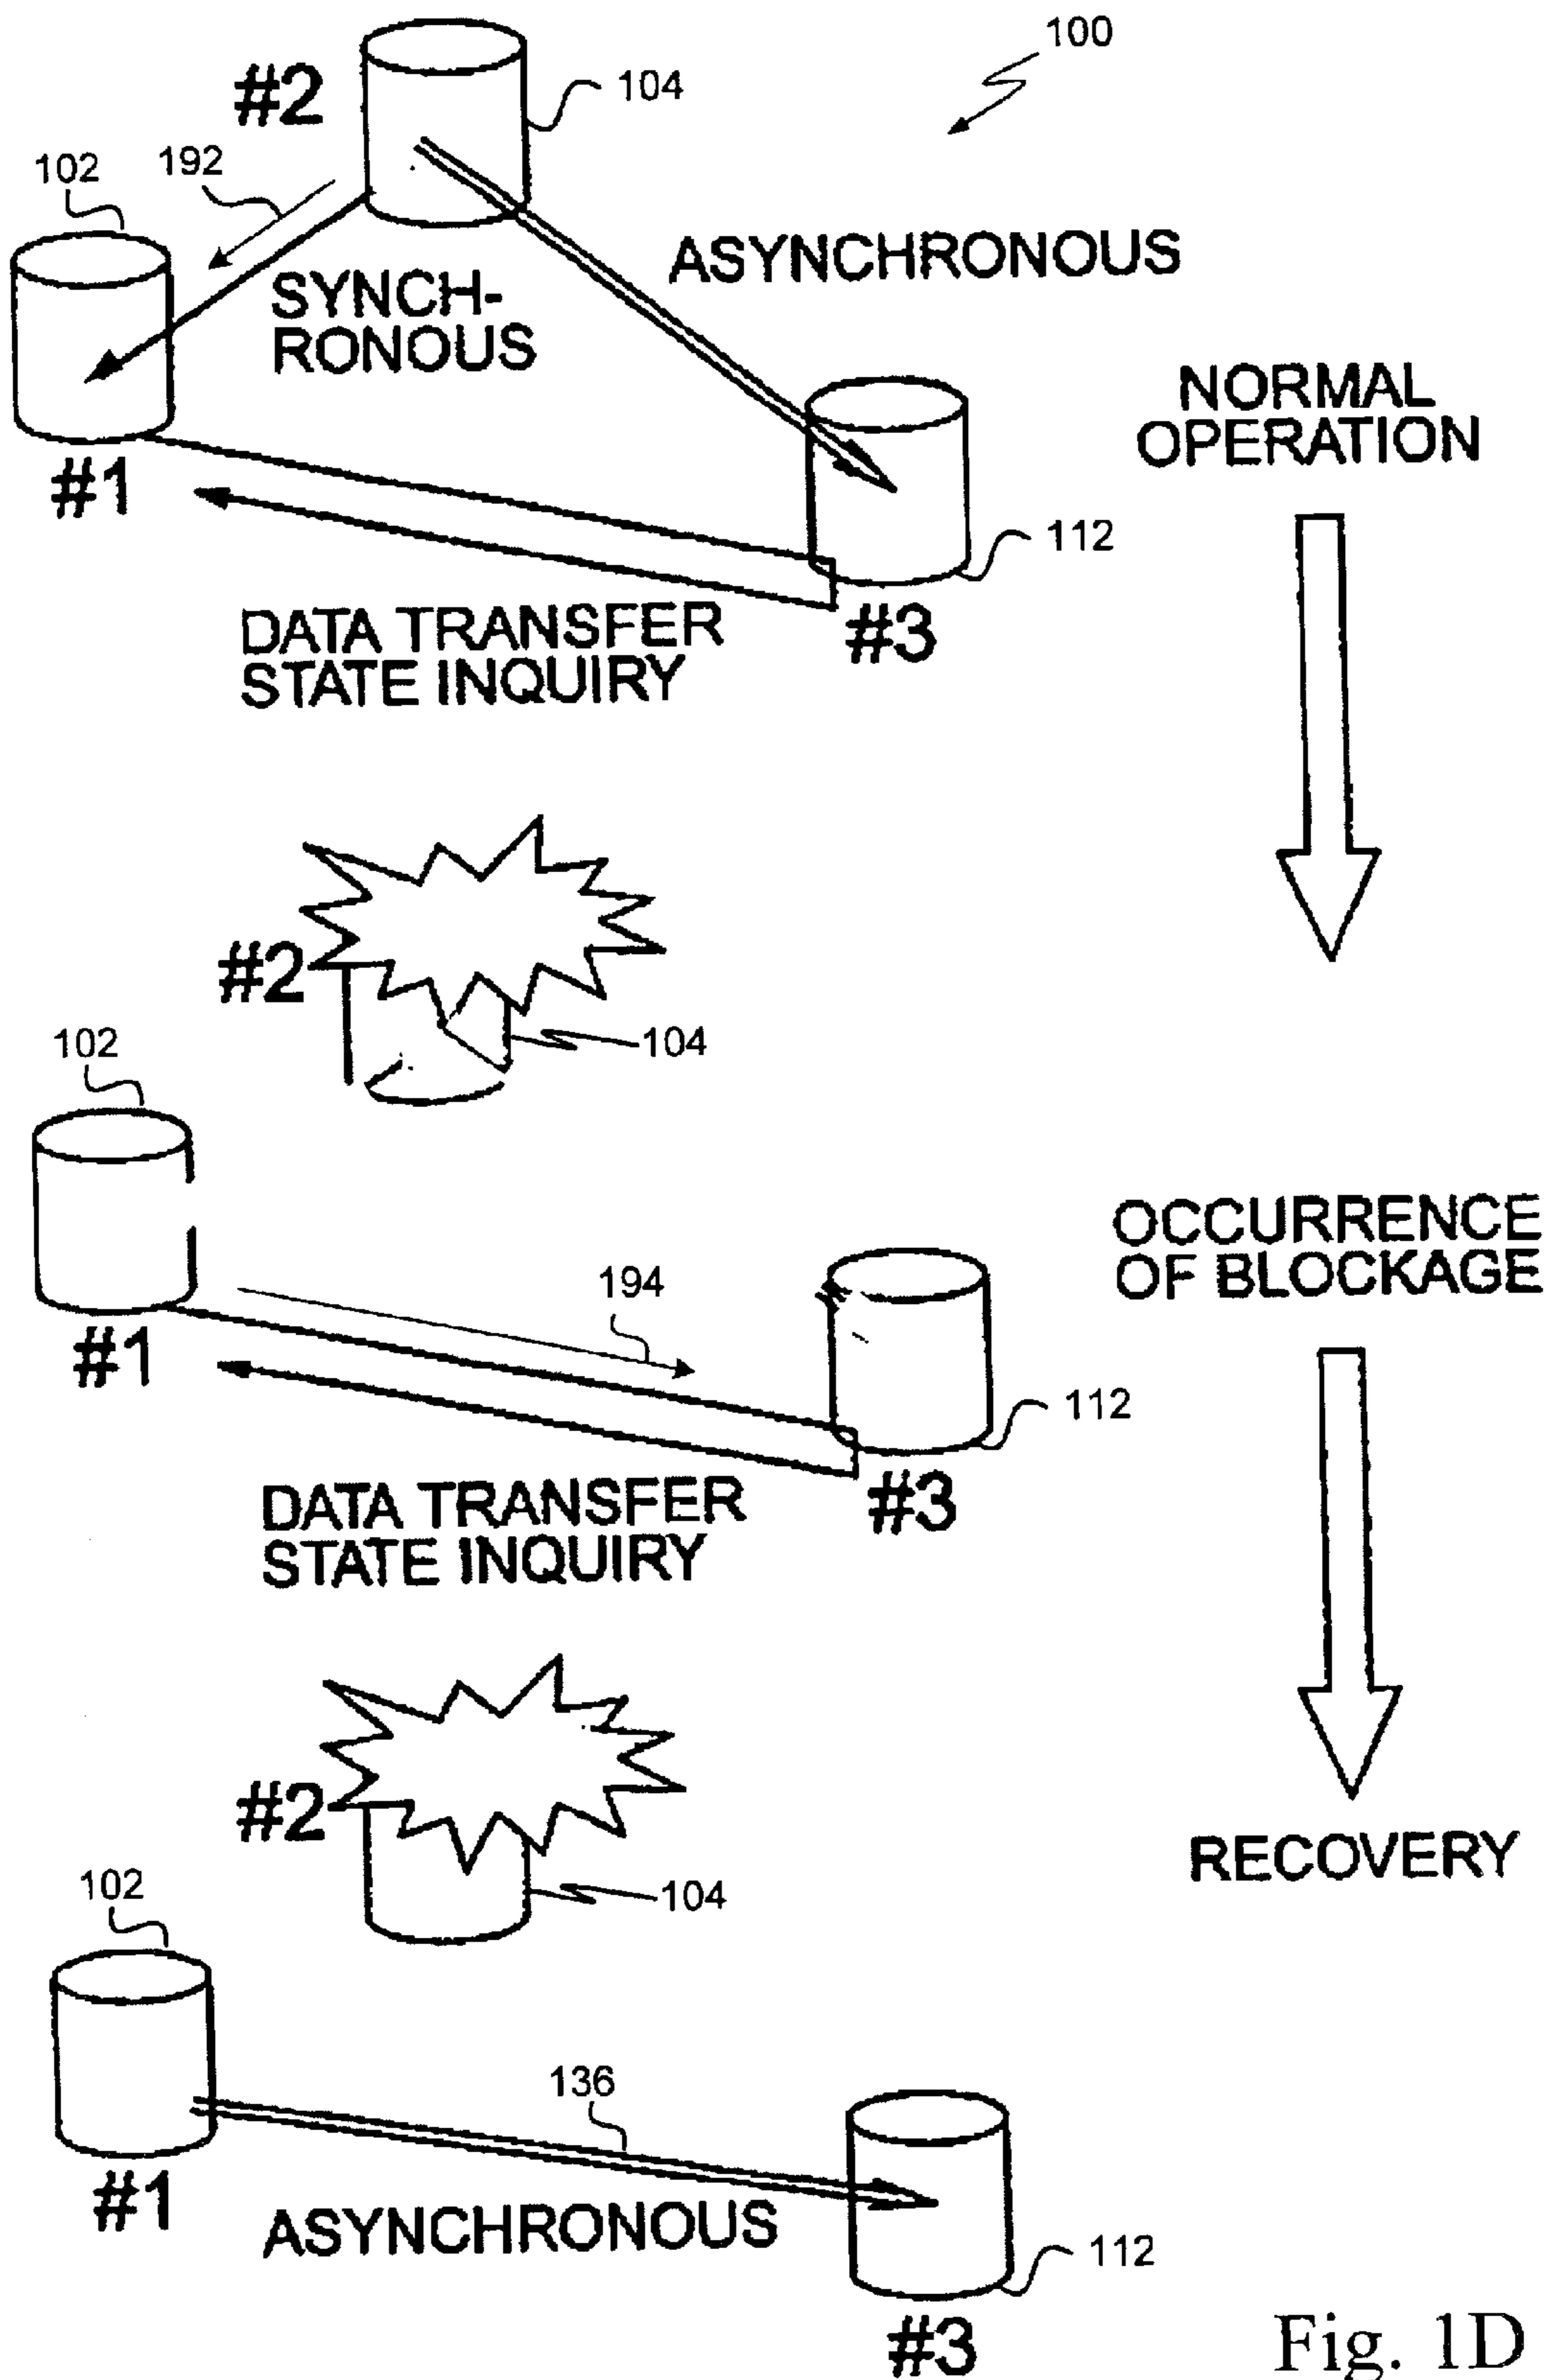 100
#2
104
102
192
ASYNCHRONOUS
SYNCH-
RONOUS
NORMAL
OPERATION
#1
112
DATA TRANSFER
STATE INQUIRY
#3
#2
104
102
OCCURRENCE
OF BLOCKAGE
194
#1
112
DATA TRANSFER
STATE INQUIRY
#3
#2
RECOVERY
104
102
136
#1
ASYNCHRONOUS
112
#3
Fig. 1D